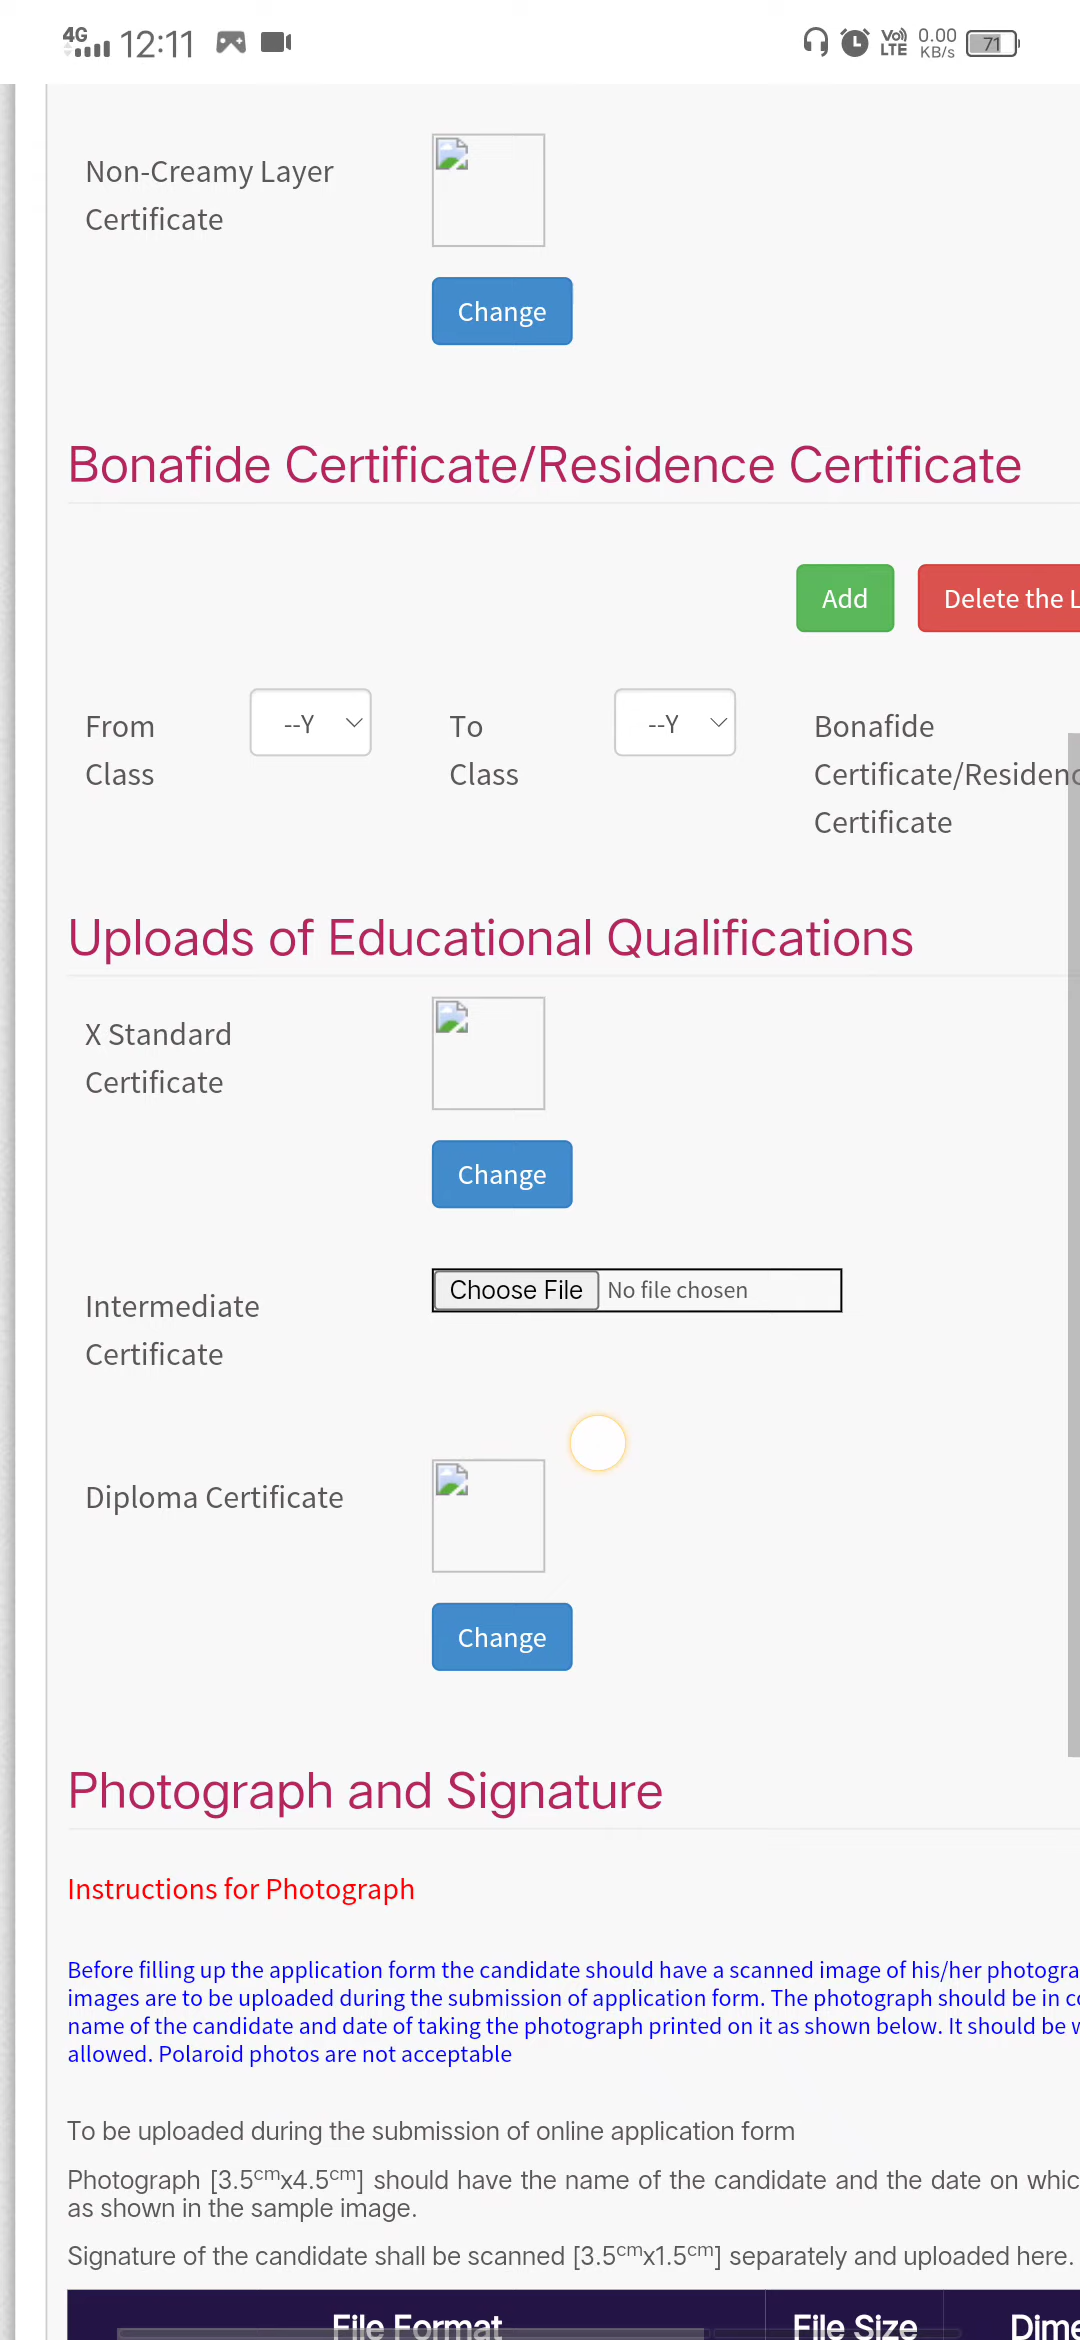 4G 12:11 Vo) LTE 0.00 KB/s 71
Non-Creamy Layer
Certificate
Change
Bonafide Certificate/Residence Certificate
Add Delete the L
From
Class
--Y
To
Class
--Y
Bonafide
Certificate/Residenc
Certificate
Uploads of Educational Qualifications
X Standard
Certificate
Change
Intermediate
Certificate
Choose File No file chosen
Diploma Certificate
Change
Photograph and Signature
Instructions for Photograph
Before filling up the application form the candidate should have a scanned image of his/her photogra
images are to be uploaded during the submission of application form. The photograph should be in co
name of the candidate and date of taking the photograph printed on it as shown below. It should be w
allowed. Polaroid photos are not acceptable
To be uploaded during the submission of online application form
Photograph [3.5cmx4.5cm] should have the name of the candidate and the date on whic
as shown in the sample image.
Signature of the candidate shall be scanned [3.5cmx1.5cm] separately and uploaded here.
File Format File Size Dime